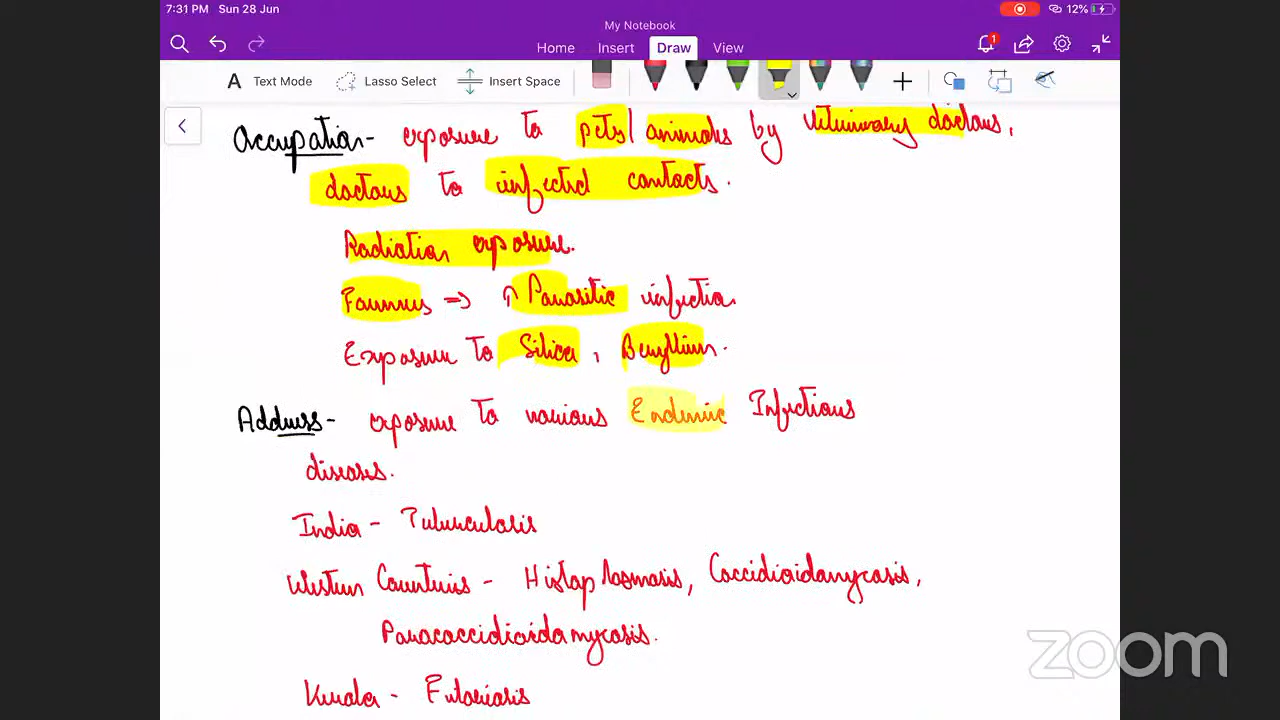 7:31 PM Sun 28 Jun 12%
My Notebook
Home Insert Draw View
1
A Text Mode Lasso Select Insert Space
Occupation- exposure to pets/ animals by veterinary doctors,
doctors to infected contacts.
Radiation exposure.
Farmers => ↑ Parasitic infection
Exposure to Silica, Beryllium.
Address- exposure to various Endemic Infectious
diseases.
India - Tuberculosis
Western Countries - Histoplasmosis, Coccidioidomycosis,
Paracoccidioidomycosis.
Kerala - Filariasis
zoom